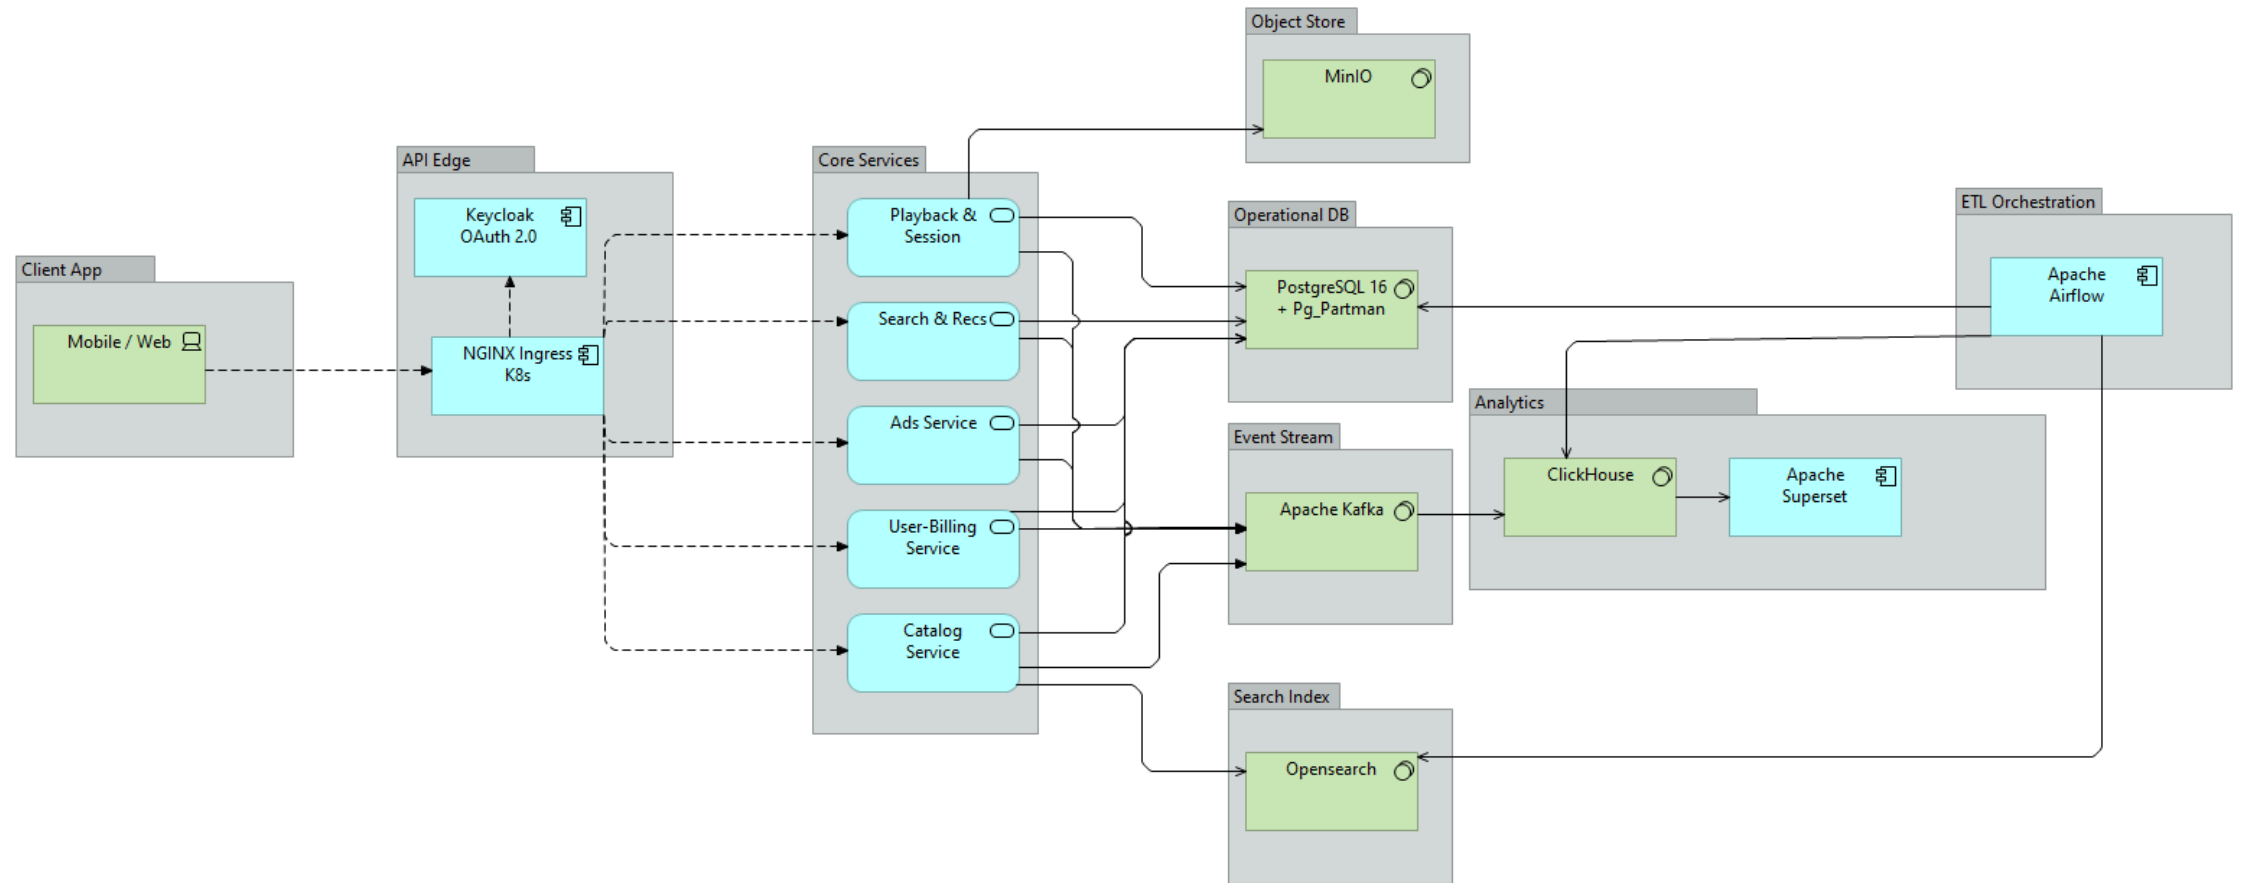 Object Store
MinIO
API Edge
Keycloak
OAuth 2.0
NGINX Ingress
K8s
Client App
Mobile / Web
Core Services
Playback &
Session
Search & Recs
Ads Service
User-Billing
Service
Catalog
Service
Operational DB
PostgreSQL 16
+ Pg_Partman
Event Stream
Apache Kafka
Search Index
Opensearch
Analytics
ClickHouse
Apache
Superset
ETL Orchestration
Apache
Airflow